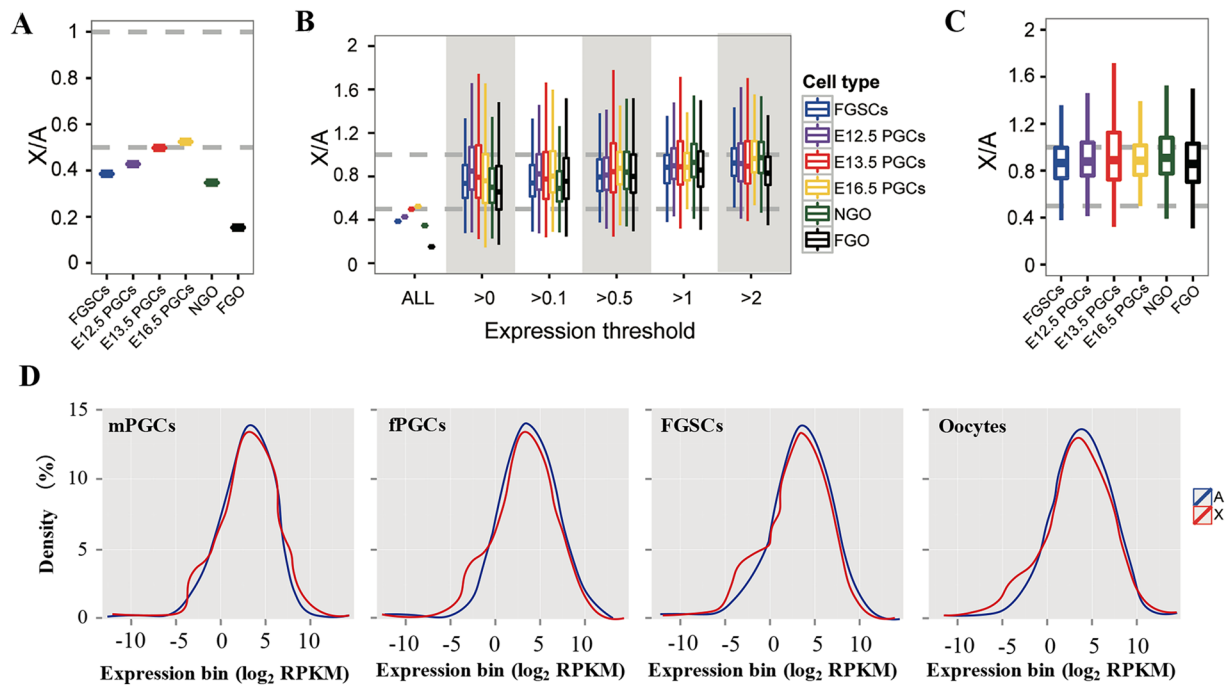 A
X/A
1
0.8
0.6
0.4
0.2
0
FGSCs
E12.5 PGCs
E13.5 PGCs
E16.5 PGCs
NGO
FGO
B
X/A
2
1.6
1.2
0.8
0.4
0
ALL
>0
>0.1
>0.5
>1
>2
Expression threshold
Cell type
FGSCs
E12.5 PGCs
E13.5 PGCs
E16.5 PGCs
NGO
FGO
C
X/A
2
1.6
1.2
0.8
0.4
0
FGSCs
E12.5 PGCs
E13.5 PGCs
E16.5 PGCs
NGO
FGO
D
Density (%)
15
10
5
0
mPGCs
-10 -5 0 5 10
Expression bin (log2 RPKM)
fPGCs
-10 -5 0 5 10
Expression bin (log2 RPKM)
FGSCs
-10 -5 0 5 10
Expression bin (log2 RPKM)
Oocytes
-10 -5 0 5 10
Expression bin (log2 RPKM)
A
X